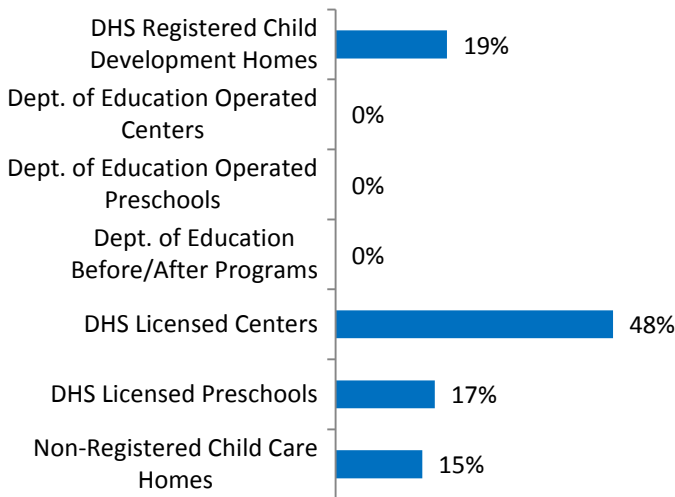 DHS Registered Child
Development Homes
19%
Dept. of Education Operated
Centers
0%
Dept. of Education Operated
Preschools
0%
Dept. of Education
Before/After Programs
0%
DHS Licensed Centers
48%
DHS Licensed Preschools
17%
Non-Registered Child Care
Homes
15%